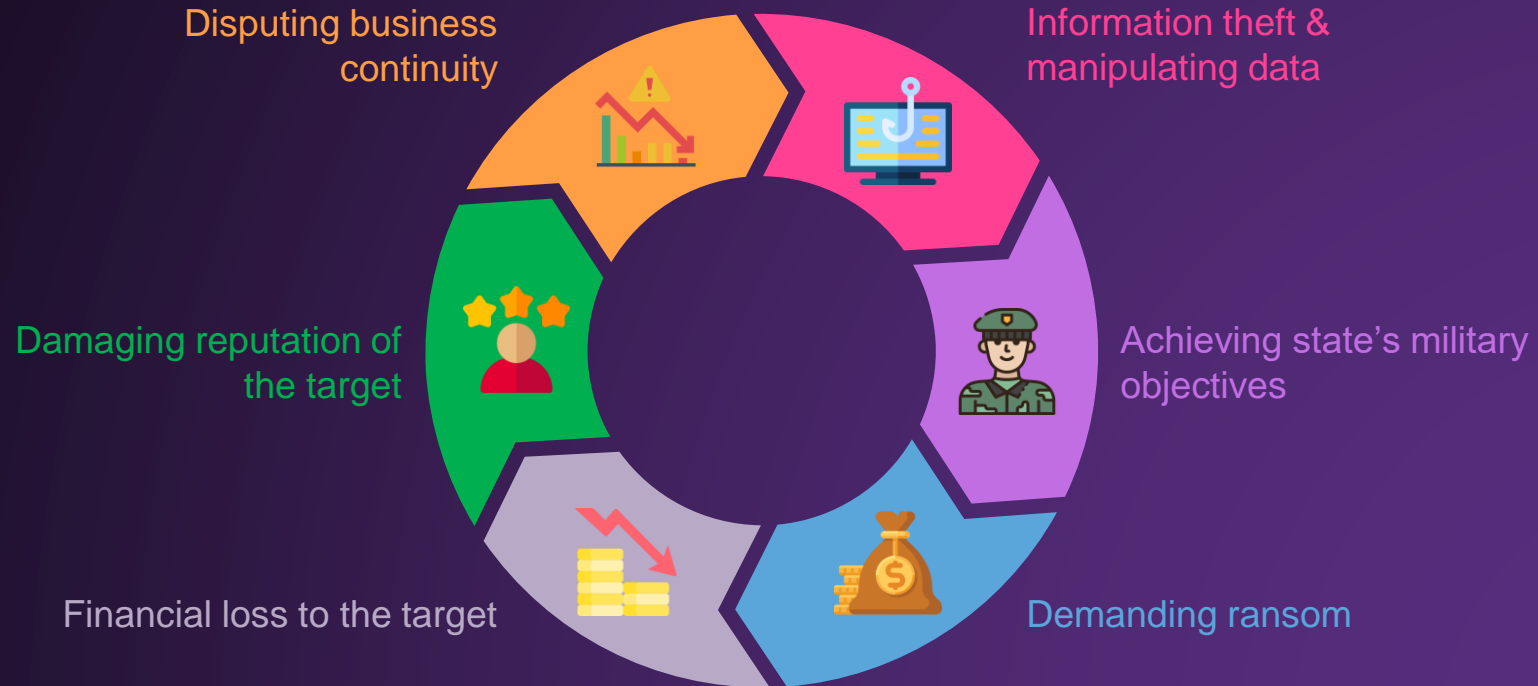 Disputing business
continuity
Information theft &
manipulating data
Damaging reputation of
the target
Achieving state’s military
objectives
Financial loss to the target
Demanding ransom